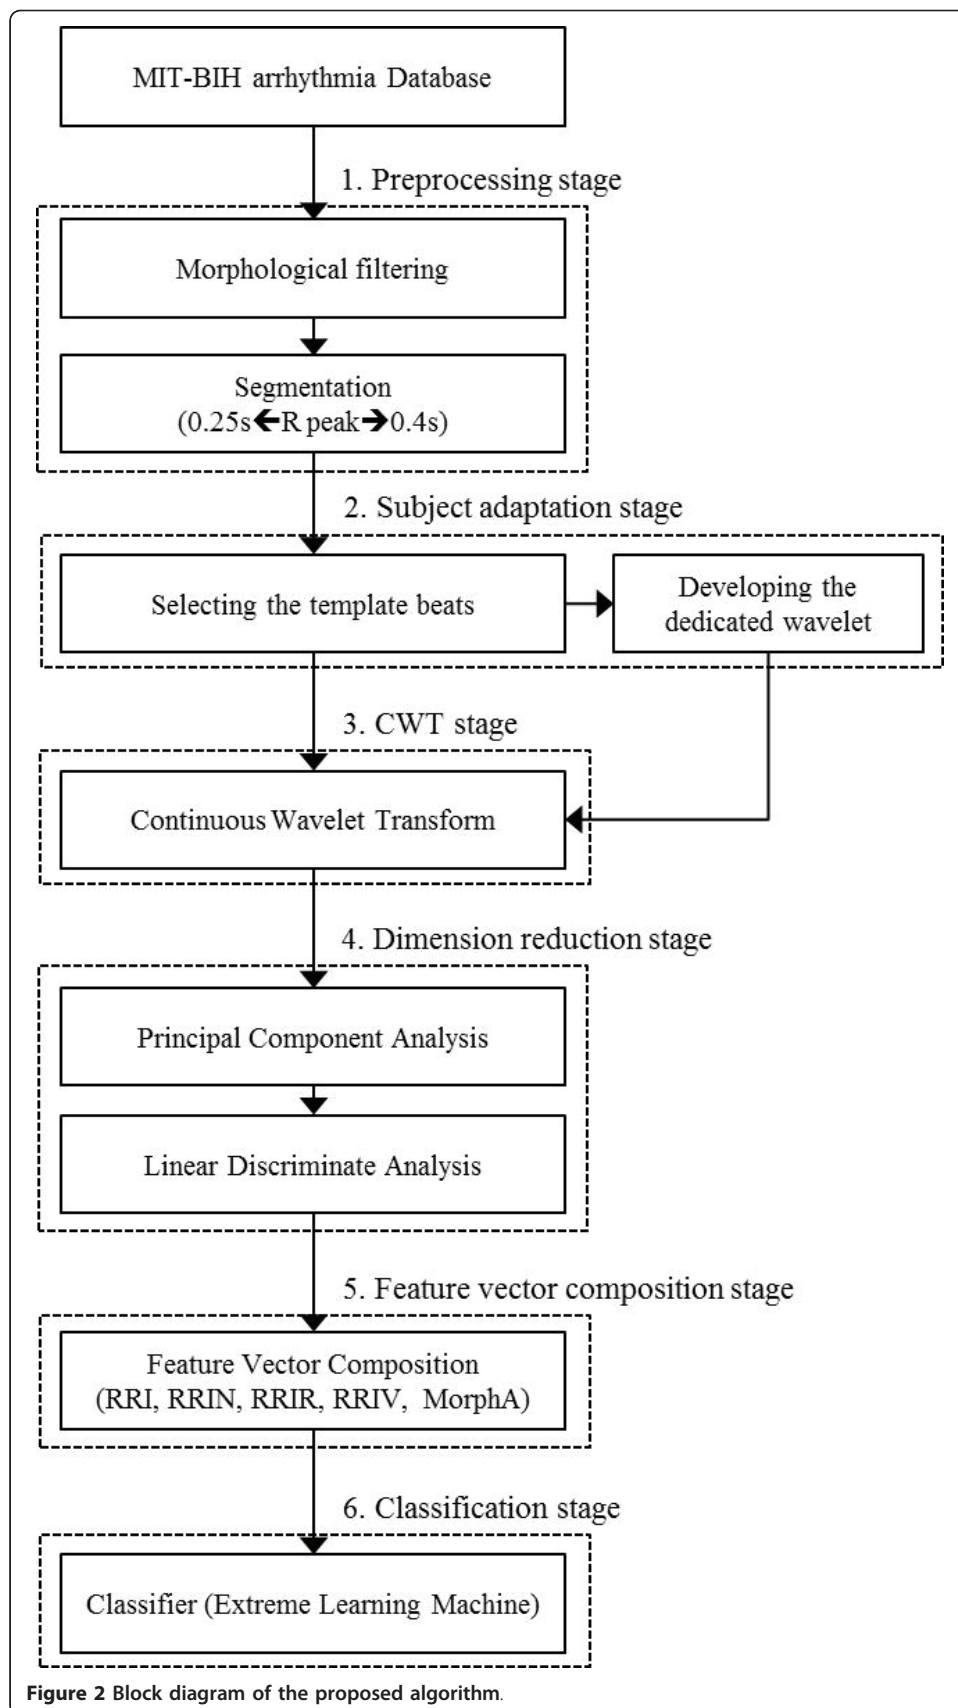 MIT-BIH arrhythmia Database
1. Preprocessing stage
Morphological filtering
Segmentation
(0.25s🡸R peak🡺0.4s)
2. Subject adaptation stage
Selecting the template beats
Developing the
dedicated wavelet
3. CWT stage
Continuous Wavelet Transform
4. Dimension reduction stage
Principal Component Analysis
Linear Discriminate Analysis
5. Feature vector composition stage
Feature Vector Composition
(RRI, RRIN, RRIR, RRIV, MorphA)
6. Classification stage
Classifier (Extreme Learning Machine)
Figure 2 Block diagram of the proposed algorithm.